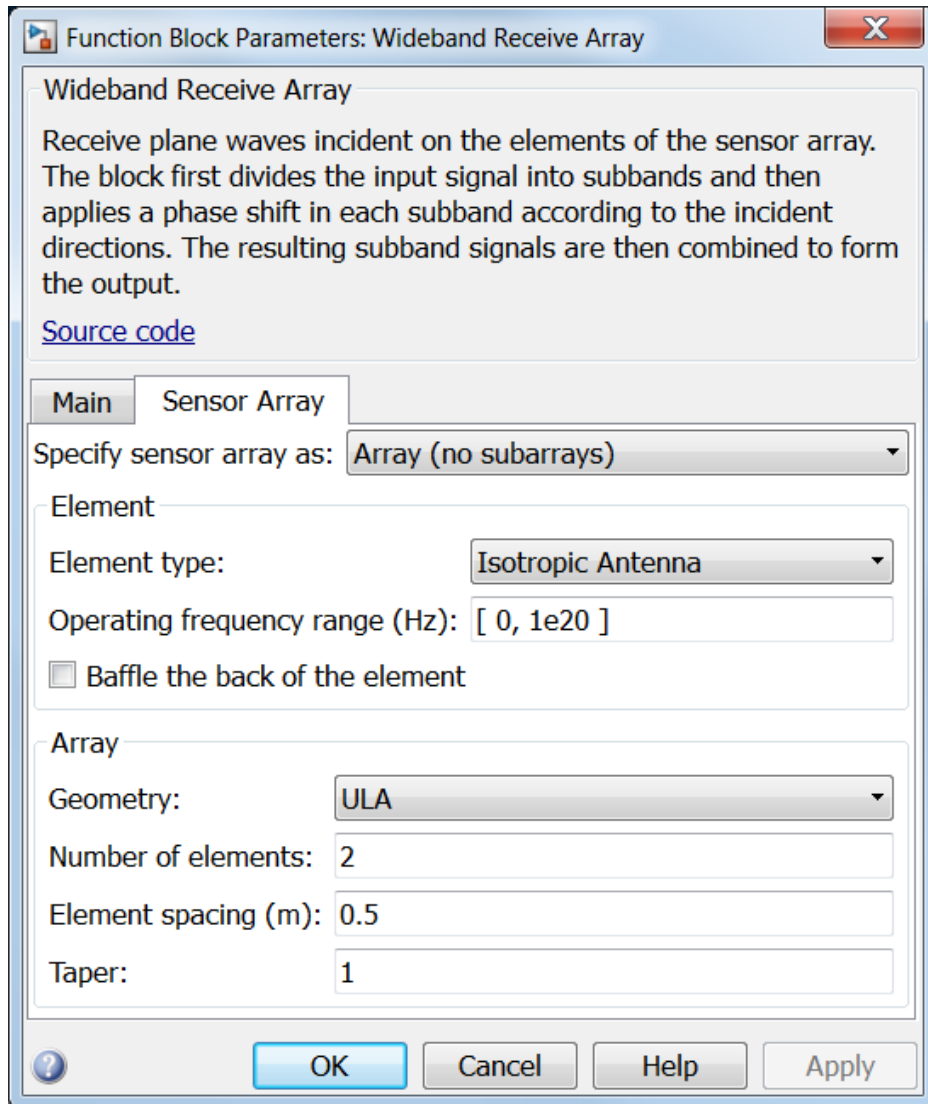 Function Block Parameters: Wideband Receive Array
X
Wideband Receive Array
Receive plane waves incident on the elements of the sensor array.
The block first divides the input signal into subbands and then
applies a phase shift in each subband according to the incident
directions. The resulting subband signals are then combined to form
the output.
Source code
Main Sensor Array
Specify sensor array as: Array (no subarrays)
Element
Element type: Isotropic Antenna
Operating frequency range (Hz): [ 0, 1e20 ]
Baffle the back of the element
Array
Geometry: ULA
Number of elements: 2
Element spacing (m): 0.5
Taper: 1
? OK Cancel Help Apply